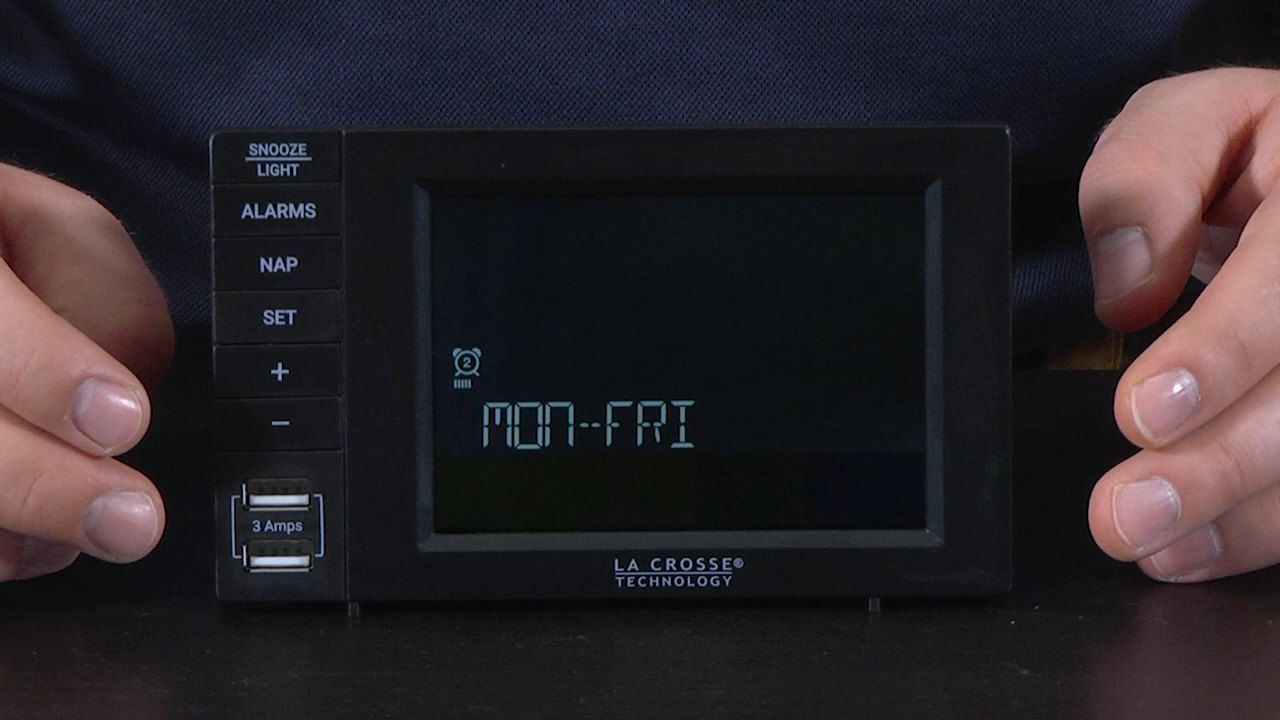 SNOOZE
LIGHT
ALARMS
NAP
SET
+
−
3 Amps
2
MON--FRI
LA CROSSE®
TECHNOLOGY